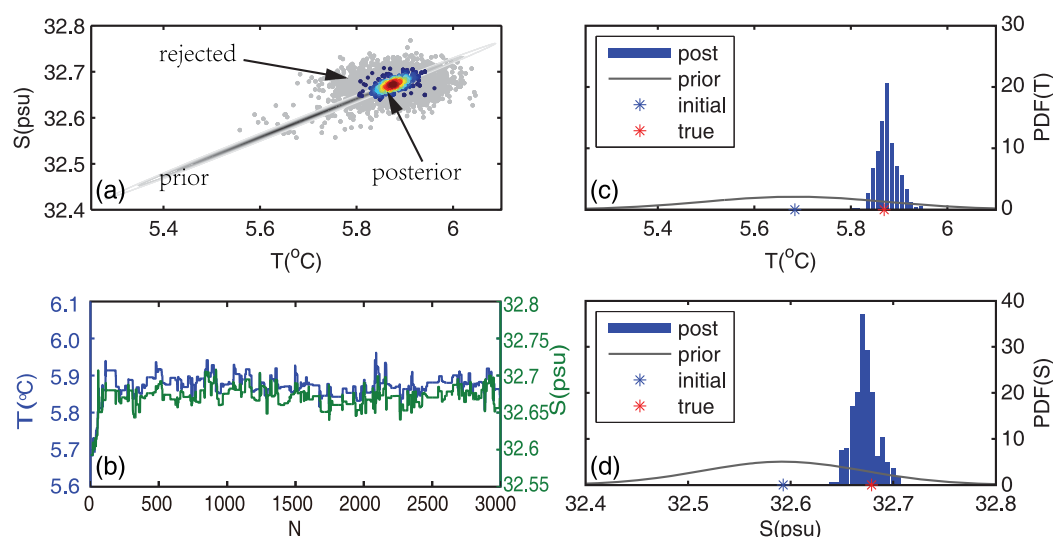 32.8
32.7
32.6
32.5
32.4
S(psu)
rejected
prior
posterior
(a)
5.4
5.6
5.8
6
T(°C)
30
20
10
0
PDF(T)
post
prior
initial
true
(c)
5.4
5.6
5.8
6
T(°C)
6.1
6.0
5.9
5.8
5.7
5.6
T(°C)
32.8
32.75
32.7
32.65
32.6
32.55
S(psu)
(b)
0
500
1000
1500
2000
2500
3000
N
40
30
20
10
0
PDF(S)
post
prior
initial
true
(d)
32.4
32.5
32.6
32.7
32.8
S(psu)